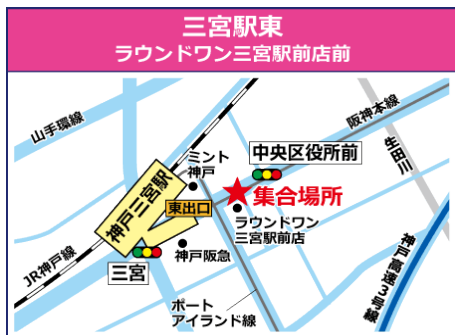 三宮駅東
ラウンドワン三宮駅前店前
山手環線
阪神本線
生田川
ミント
神戸
中央区役所前
神戸三宮駅
東出口
集合場所
ラウンドワン
三宮駅前店
JR神戸線
三宮
神戸阪急
ポート
アイランド線
神戸高速3号線